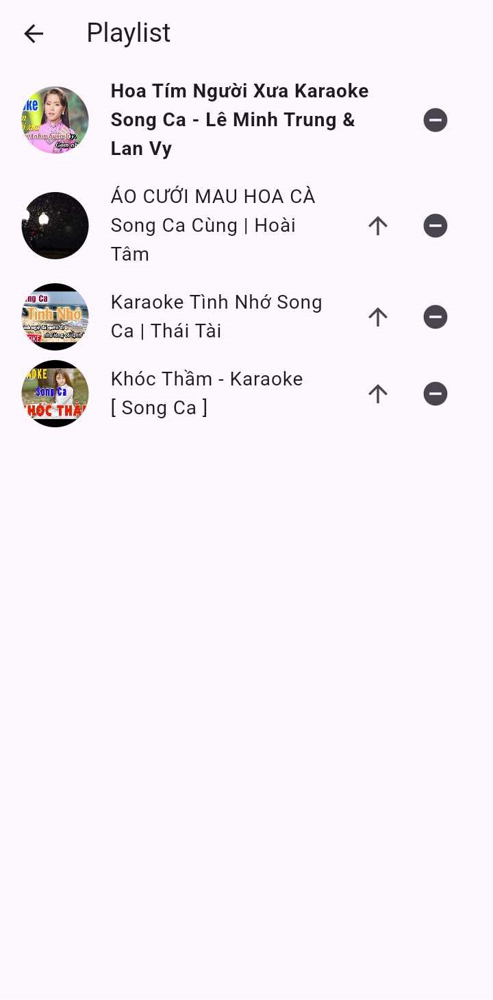 Playlist
Hoa Tím Người Xưa Karaoke
Song Ca - Lê Minh Trung &
Lan Vy
ÁO CƯỚI MAU HOA CÀ
Song Ca Cùng | Hoài
Tâm
ng Ca
Tình Nhớ
Karaoke Tình Nhớ Song
Ca | Thái Tài
OKE
Song Ca
KHÓC THẦ
Khóc Thầm - Karaoke
[ Song Ca ]